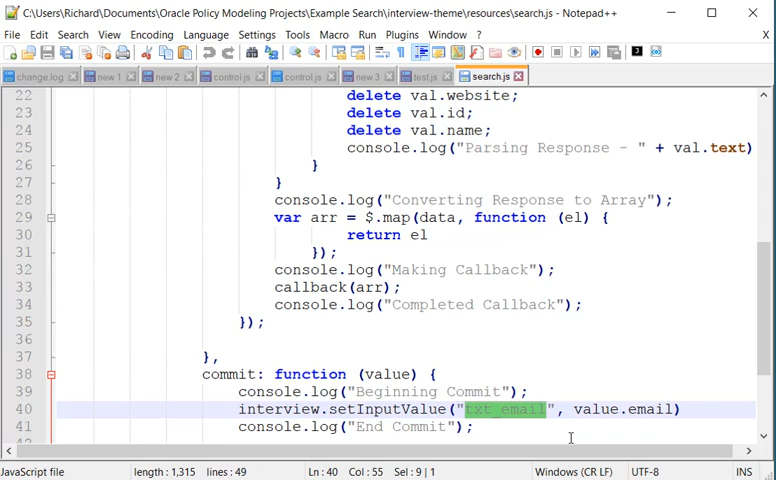 C:\Users\Richard\Documents\Oracle Policy Modeling Projects\Example Search\interview-theme\resources\search.js - Notepad++
File Edit Search View Encoding Language Settings Tools Macro Run Plugins Window ? X
change.log new 1 new 2 control.js control.js new 3 test.js search.js
22 delete val.website;
23 delete val.id;
24 delete val.name;
25 console.log("Parsing Response - " + val.text)
26 }
27 }
28 console.log("Converting Response to Array");
29 var arr = $.map(data, function (el) {
30 return el
31 });
32 console.log("Making Callback");
33 callback(arr);
34 console.log("Completed Callback");
35 });
36
37 },
38 commit: function (value) {
39 console.log("Beginning Commit");
40 interview.setInputValue("txt_email", value.email)
41 console.log("End Commit");
JavaScript file length : 1,315 lines : 49 Ln : 40 Col : 55 Sel : 9 | 1 Windows (CR LF) UTF-8 INS